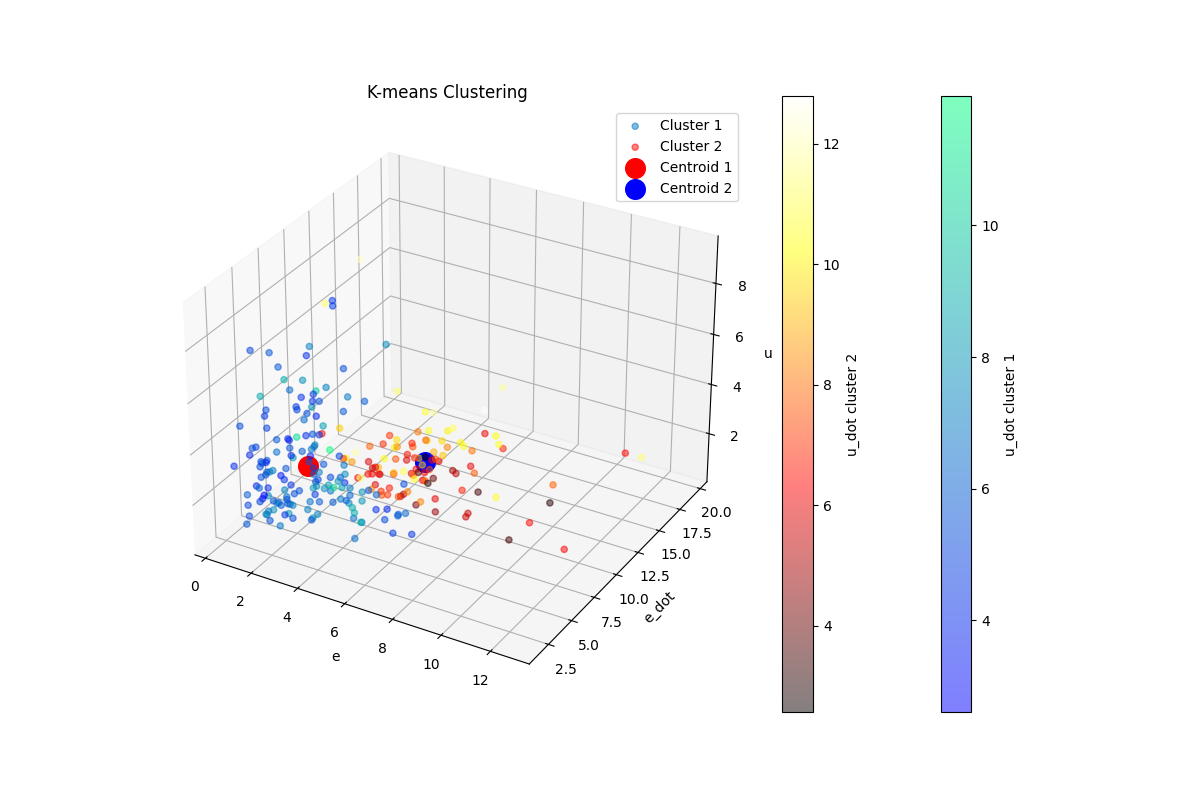 K-means Clustering
Cluster 1
Cluster 2
Centroid 1
Centroid 2
0
2
4
6
8
10
12
e
2.5
5.0
7.5
10.0
12.5
15.0
17.5
20.0
e_dot
8
6
4
2
u
12
10
8
6
4
u_dot cluster 2
10
8
6
4
u_dot cluster 1